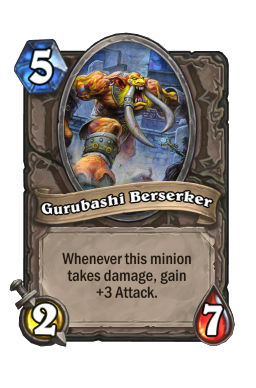 5
Gurubashi Berserker
Whenever this minion
takes damage, gain
+3 Attack.
2
7